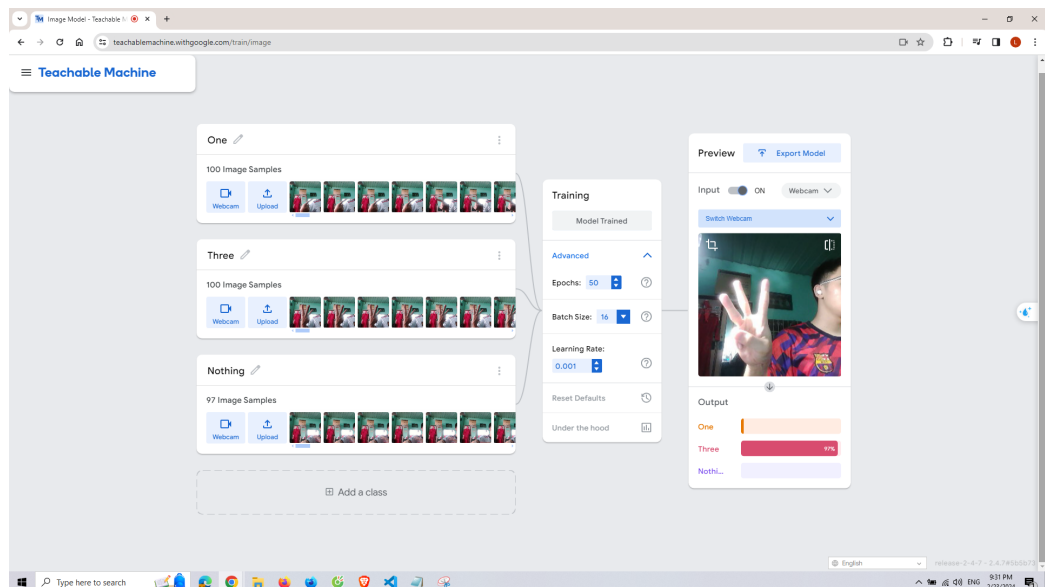 Image Model - Teachable M
teachablemachine.withgoogle.com/train/image
L
Teachable Machine
One
100 Image Samples
Webcam
Upload
Three
100 Image Samples
Webcam
Upload
Nothing
97 Image Samples
Webcam
Upload
Add a class
Training
Model Trained
Advanced
Epochs: 50
Batch Size: 16
Learning Rate:
0.001
Reset Defaults
Under the hood
Preview
Export Model
Input ON Webcam
Switch Webcam
Output
One
Three 97%
Nothi...
English
Type here to search
ENG
9:31 PM
2/23/2024